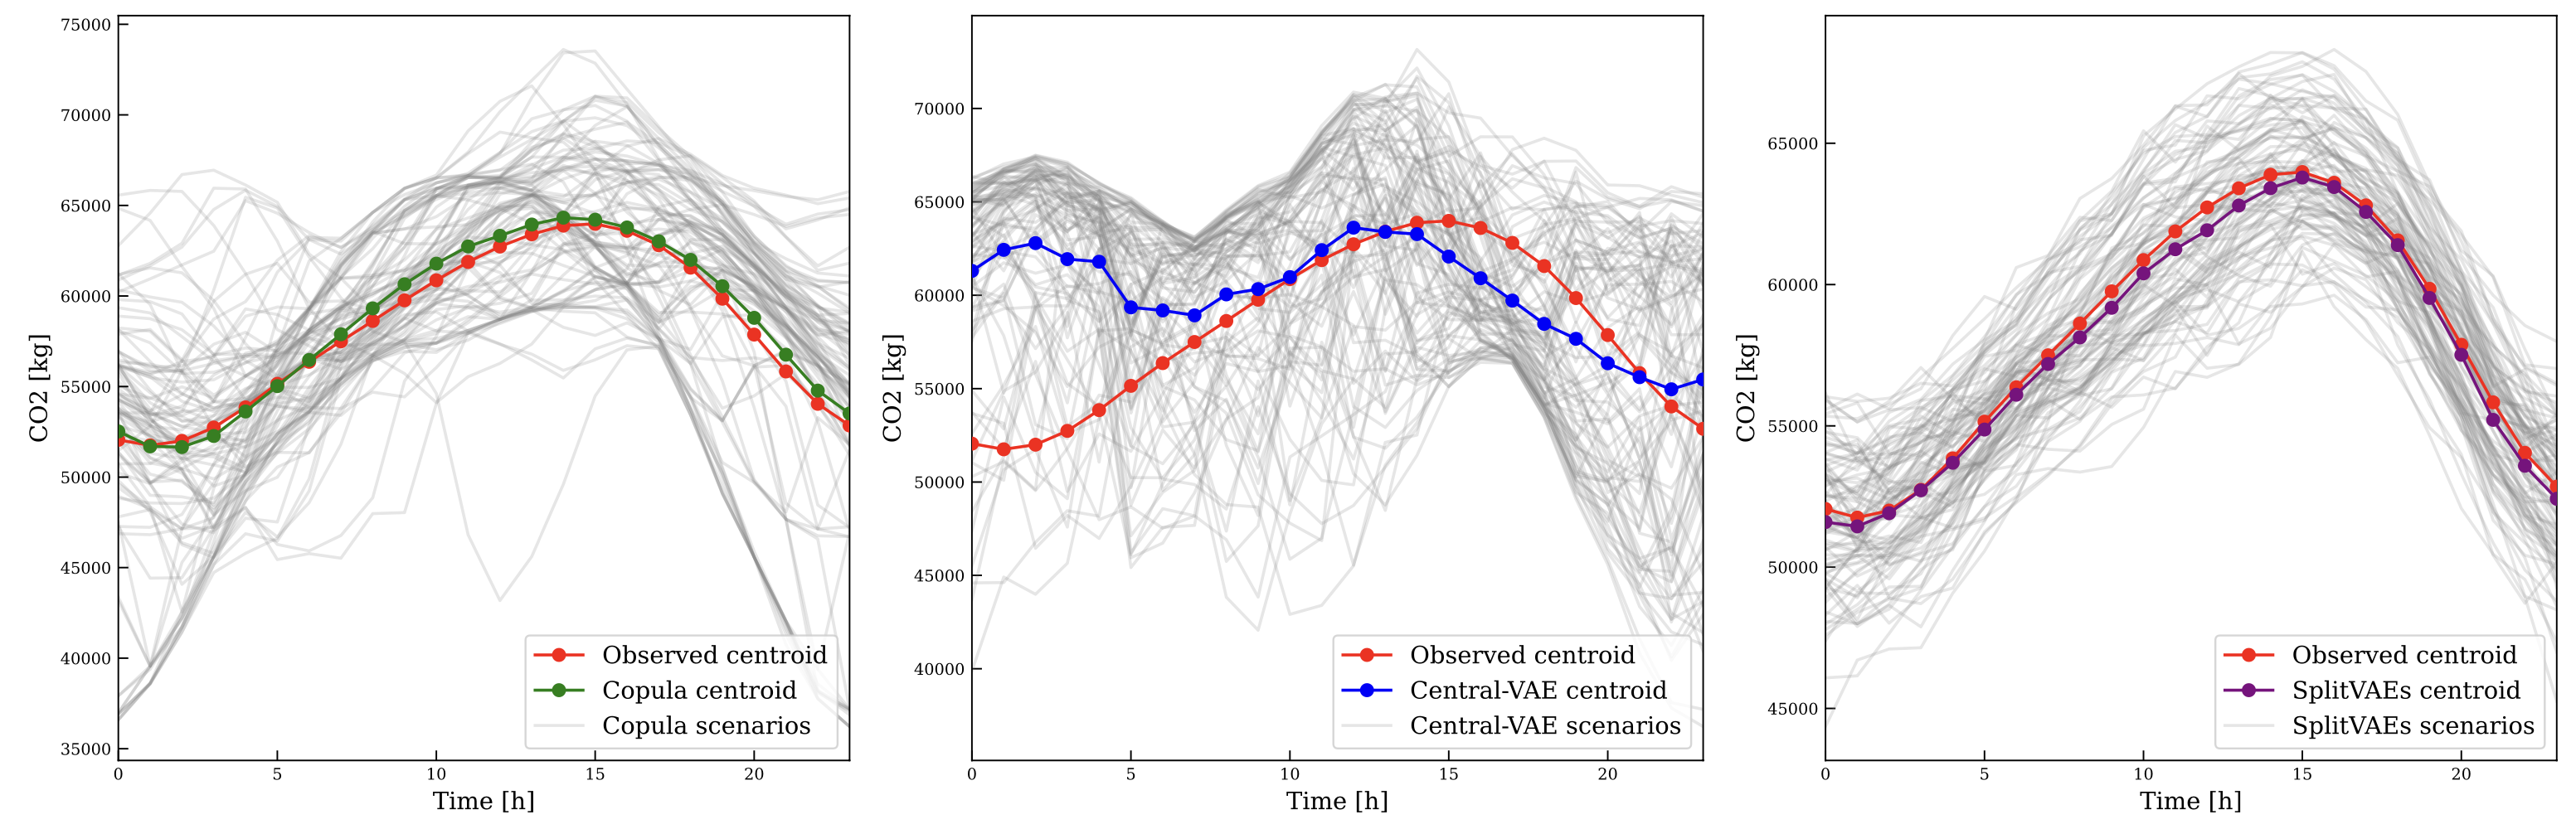 75000
70000
65000
60000
55000
50000
45000
40000
35000
CO2 [kg]
0 5 10 15 20
Time [h]
Observed centroid
Copula centroid
Copula scenarios
70000
65000
60000
55000
50000
45000
40000
CO2 [kg]
0 5 10 15 20
Time [h]
Observed centroid
Central-VAE centroid
Central-VAE scenarios
65000
60000
55000
50000
45000
CO2 [kg]
0 5 10 15 20
Time [h]
Observed centroid
SplitVAEs centroid
SplitVAEs scenarios